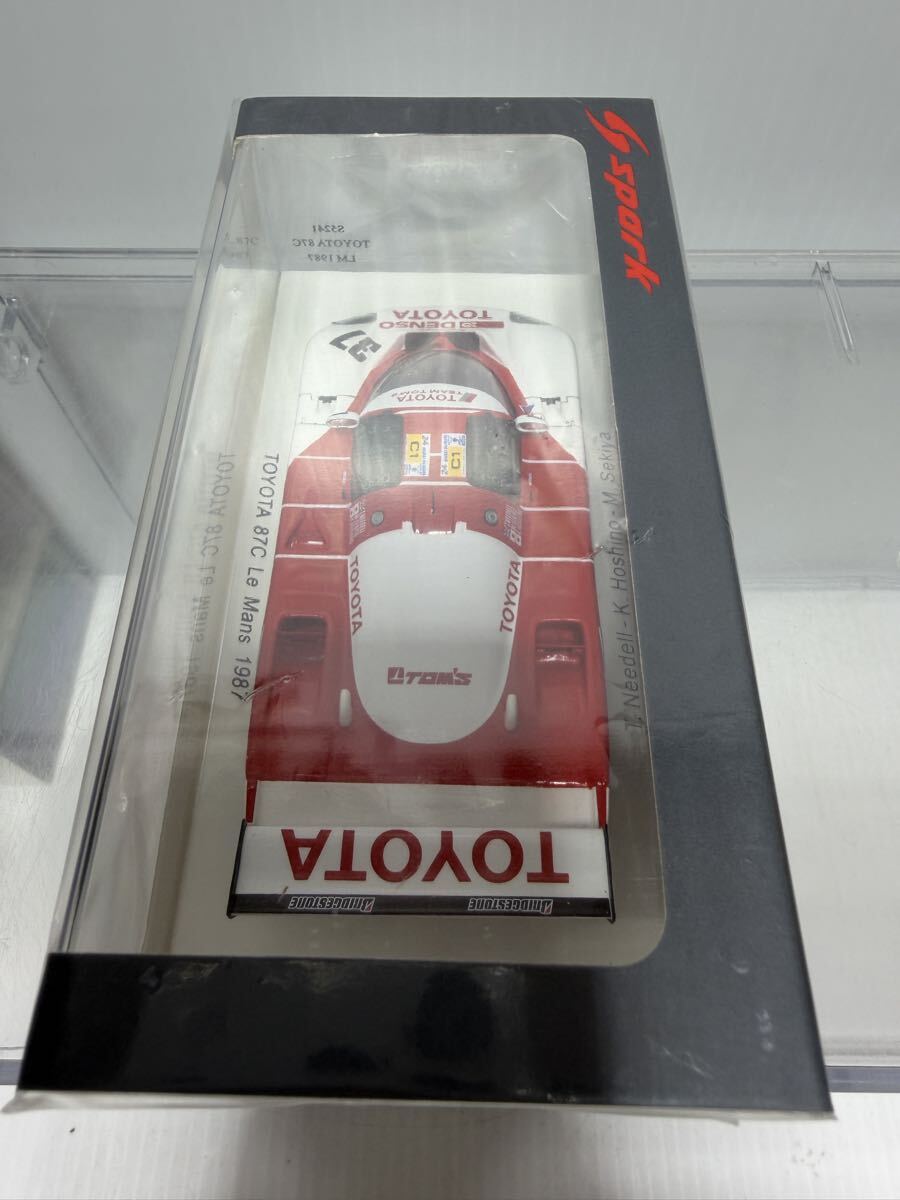 spark
S5241
TOYOTA 87C
LM 1987
TOYOTA
DENSO
37
TOYOTA
TEAM TOM'S
C1
C1
TOYOTA
TOYOTA
TOM'S
TOYOTA
BRIDGESTONE
BRIDGESTONE
TOYOTA 87C Le Mans 1987
TOYOTA 87C Le Mans 1987
T. Needell - K. Hoshino - M. Sekiya